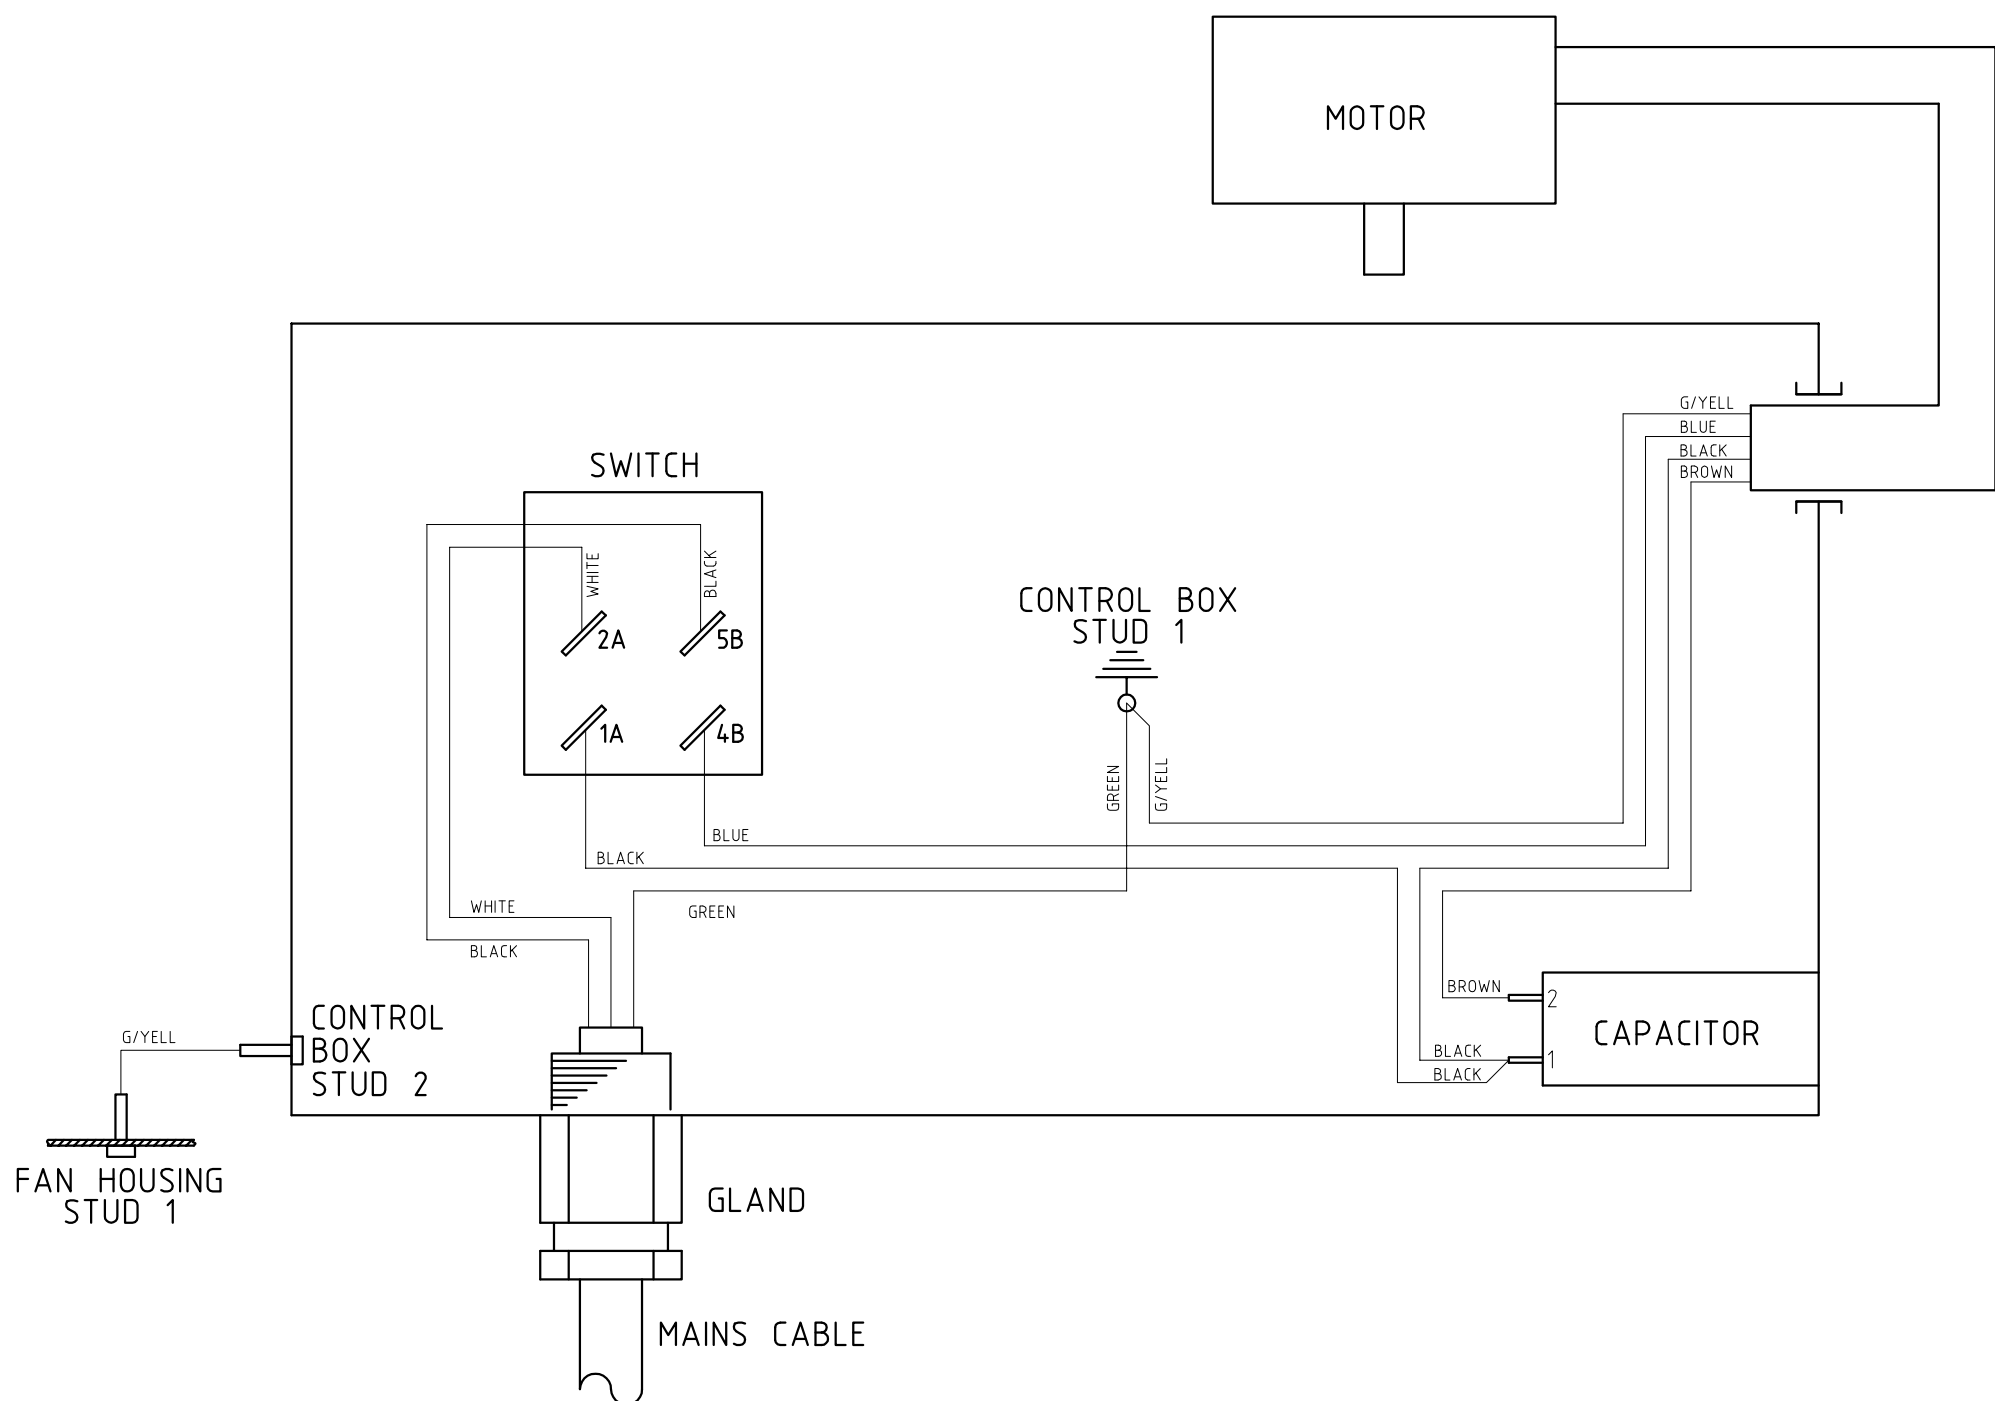 MOTOR
G/YELL
BLUE
BLACK
BROWN
SWITCH
WHITE
BLACK
2A
5B
1A
4B
CONTROL BOX
STUD 1
GREEN
G/YELL
BLUE
BLACK
WHITE
GREEN
BLACK
BROWN
2
CAPACITOR
BLACK
1
BLACK
CONTROL
BOX
STUD 2
G/YELL
FAN HOUSING
STUD 1
GLAND
MAINS CABLE